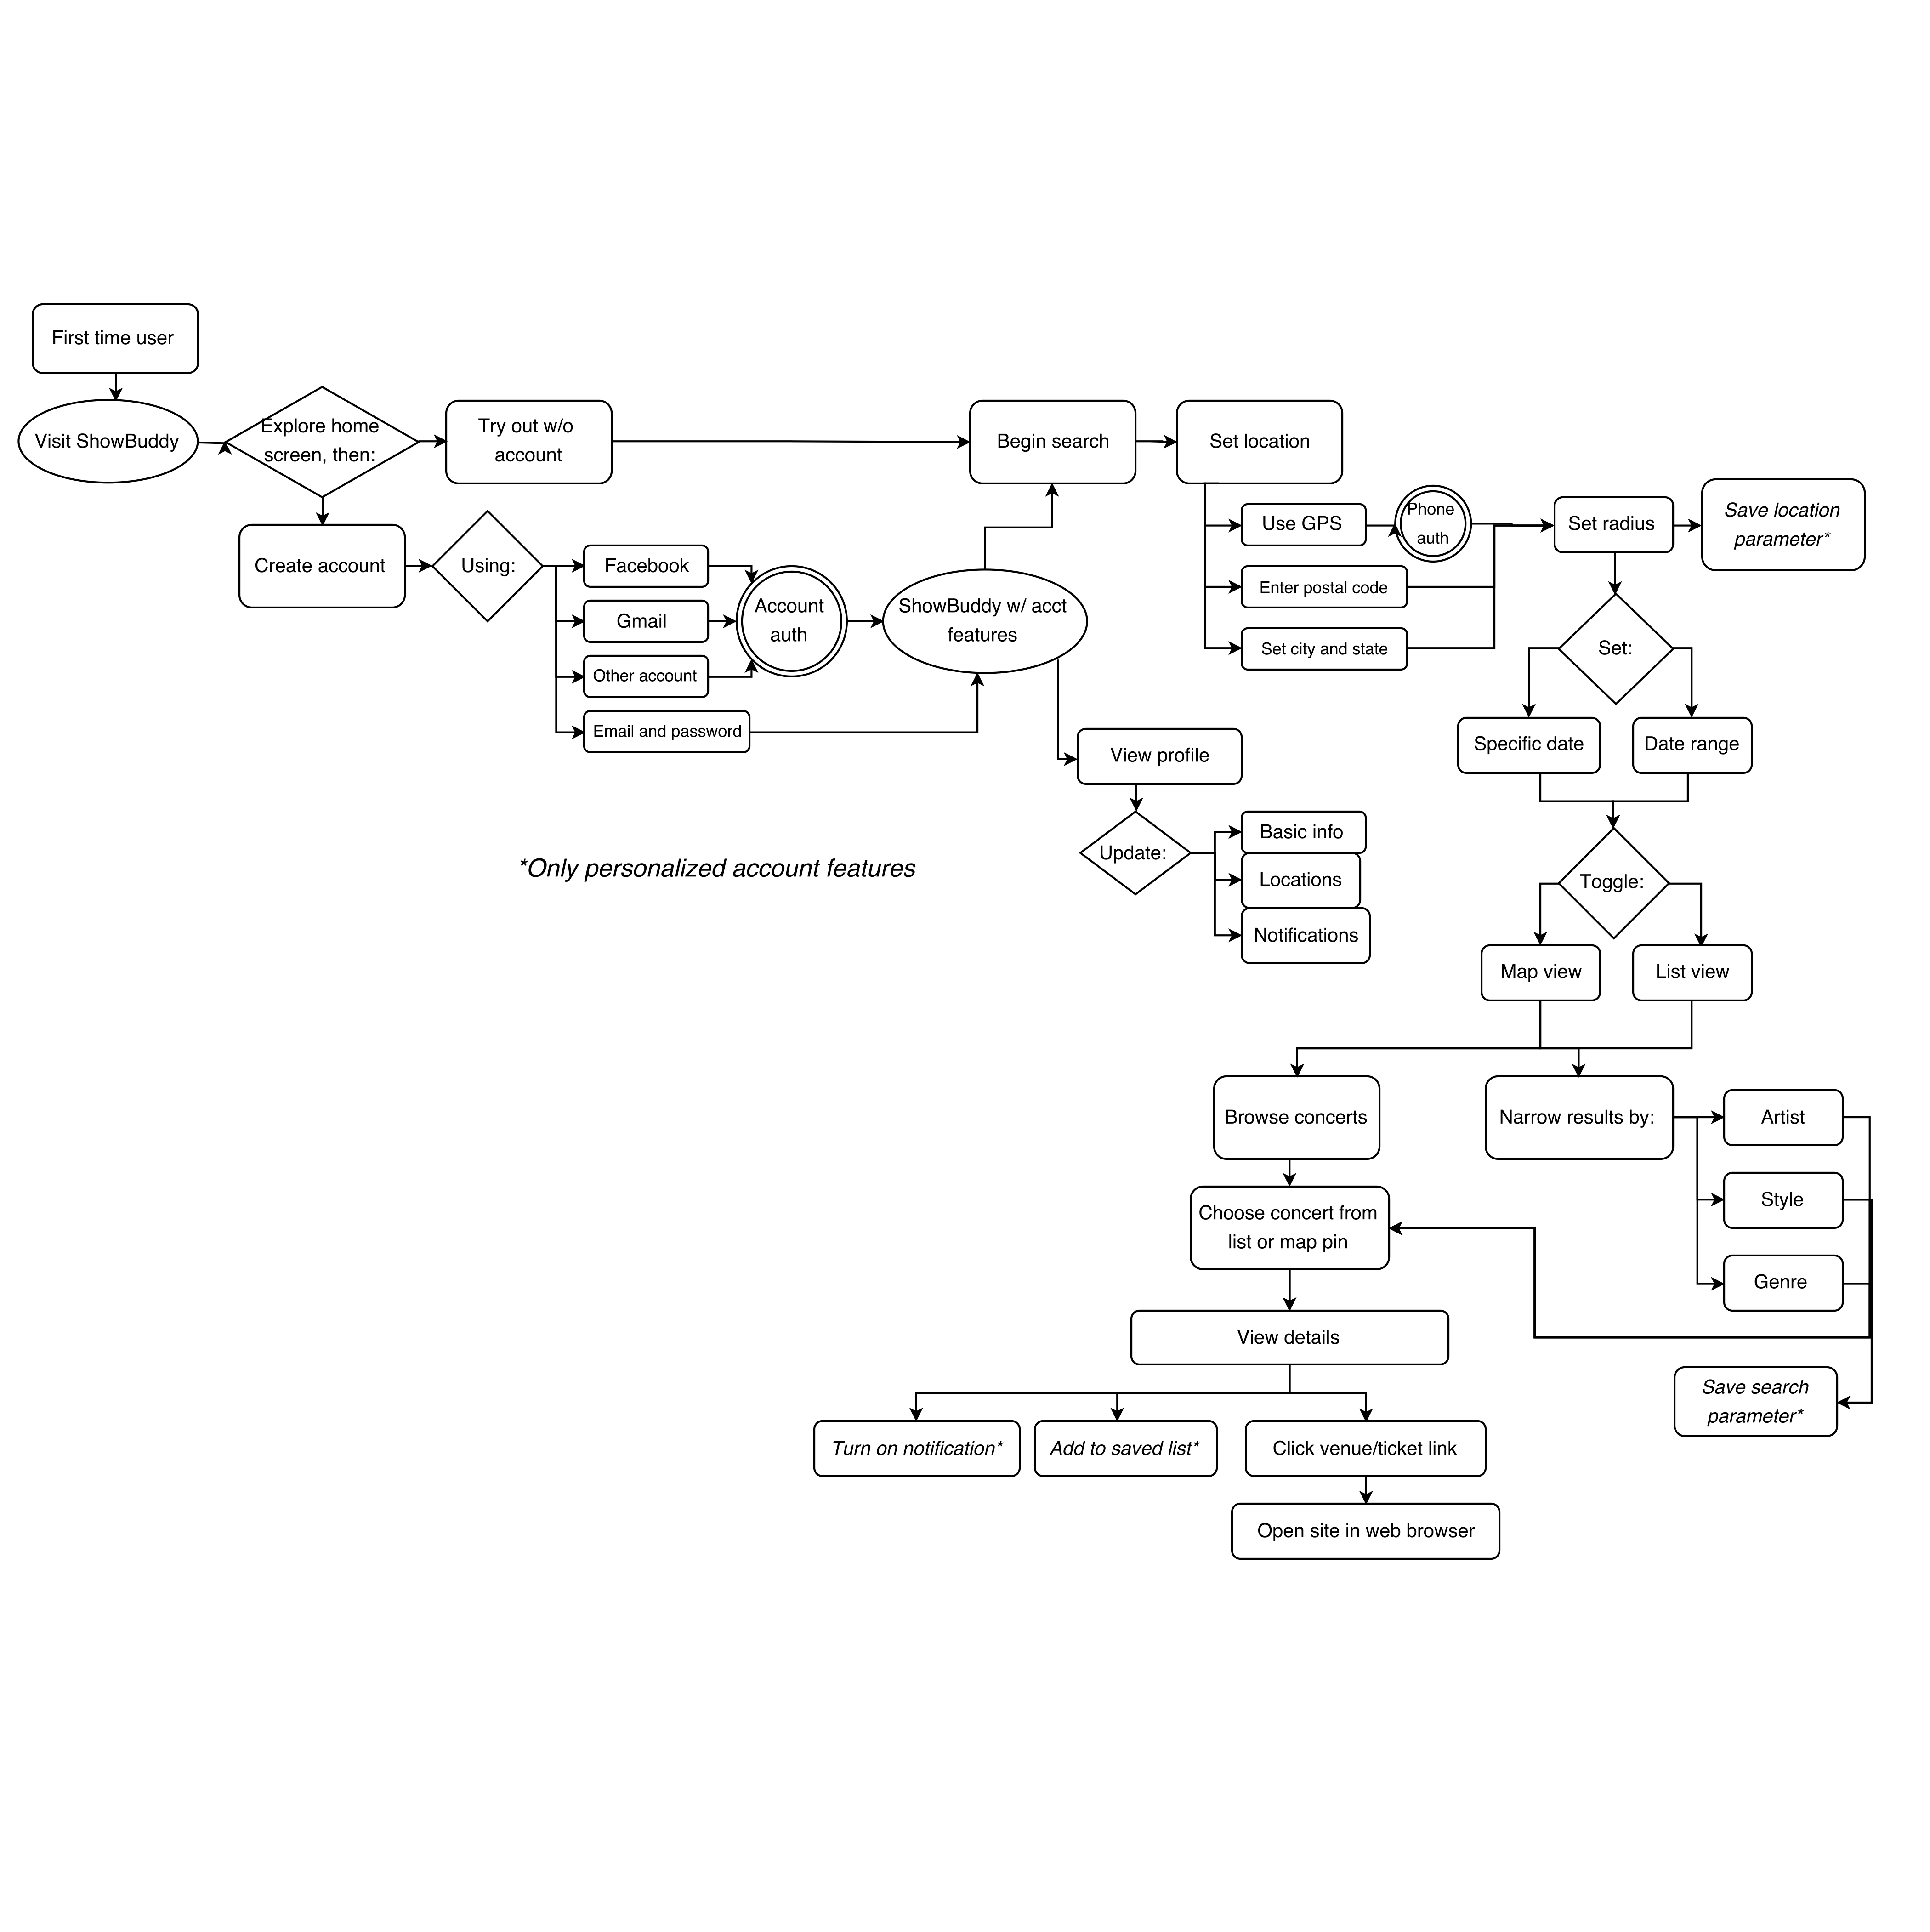 First time user
Visit ShowBuddy
Explore home
screen, then:
Try out w/o
account
Begin search
Set location
Create account
Using:
Facebook
Gmail
Other account
Email and password
Account
auth
ShowBuddy w/ acct
features
Use GPS
Phone
auth
Enter postal code
Set city and state
Set radius
Save location
parameter*
Set:
Specific date
Date range
View profile
Update:
Basic info
Locations
Notifications
*Only personalized account features
Toggle:
Map view
List view
Browse concerts
Narrow results by:
Artist
Style
Genre
Choose concert from
list or map pin
View details
Save search
parameter*
Turn on notification*
Add to saved list*
Click venue/ticket link
Open site in web browser